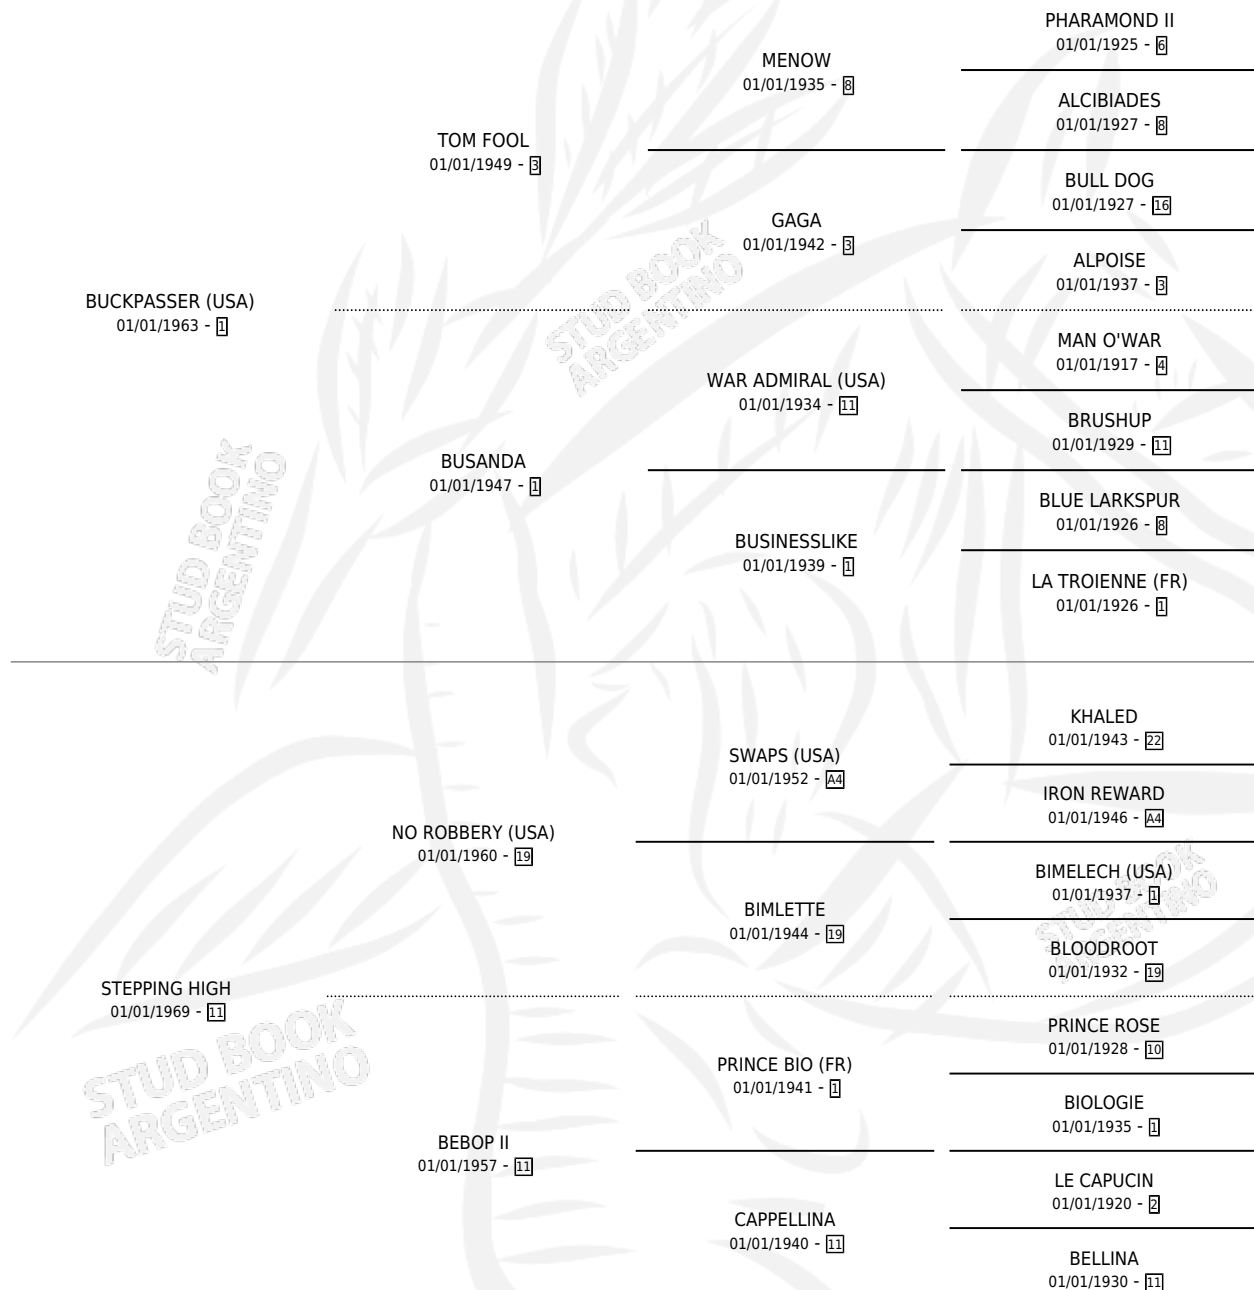 PHARAMOND II
01/01/1925 - 6
MENOW
01/01/1935 - 8
ALCIBIADES
01/01/1927 - 8
TOM FOOL
01/01/1949 - 3
BULL DOG
01/01/1927 - 16
GAGA
01/01/1942 - 3
ALPOISE
01/01/1937 - 3
BUCKPASSER (USA)
01/01/1963 - 1
MAN O'WAR
01/01/1917 - 4
WAR ADMIRAL (USA)
01/01/1934 - 11
BRUSHUP
01/01/1929 - 11
BUSANDA
01/01/1947 - 1
BLUE LARKSPUR
01/01/1926 - 8
BUSINESSLIKE
01/01/1939 - 1
LA TROIENNE (FR)
01/01/1926 - 1
KHALED
01/01/1943 - 22
SWAPS (USA)
01/01/1952 - A4
IRON REWARD
01/01/1946 - A4
NO ROBBERY (USA)
01/01/1960 - 19
BIMELECH (USA)
01/01/1937 - 1
BIMLETTE
01/01/1944 - 19
BLOODROOT
01/01/1932 - 19
STEPPING HIGH
01/01/1969 - 11
PRINCE ROSE
01/01/1928 - 10
PRINCE BIO (FR)
01/01/1941 - 1
BIOLOGIE
01/01/1935 - 1
BEBOP II
01/01/1957 - 11
LE CAPUCIN
01/01/1920 - 2
CAPPELLINA
01/01/1940 - 11
BELLINA
01/01/1930 - 11
STUD BOOK
ARGENTINO
STUD BOOK
ARGENTINO
STUD BOOK
ARGENTINO
STUD BOOK
ARGENTINO